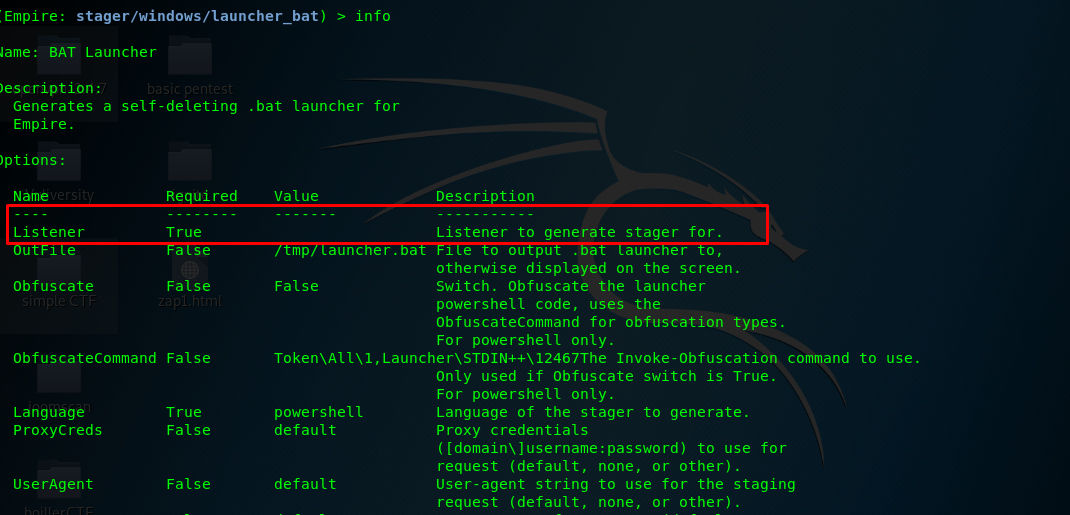 (Empire: stager/windows/launcher_bat) > info
Name: BAT Launcher
basic pentest
Description:
Generates a self-deleting .bat launcher for
Empire.
Options:
Name Required Value Description
---- -------- ------- -----------
Listener True Listener to generate stager for.
OutFile False /tmp/launcher.bat File to output .bat launcher to,
otherwise displayed on the screen.
Obfuscate False False Switch. Obfuscate the launcher
simple CTF zap1.html powershell code, uses the
ObfuscateCommand for obfuscation types.
For powershell only.
ObfuscateCommand False Token\All\1,Launcher\STDIN++\12467The Invoke-Obfuscation command to use.
Only used if Obfuscate switch is True.
For powershell only.
joomscan
Language True powershell Language of the stager to generate.
ProxyCreds False default Proxy credentials
([domain\]username:password) to use for
request (default, none, or other).
UserAgent False default User-agent string to use for the staging
request (default, none, or other).
boillerCTF